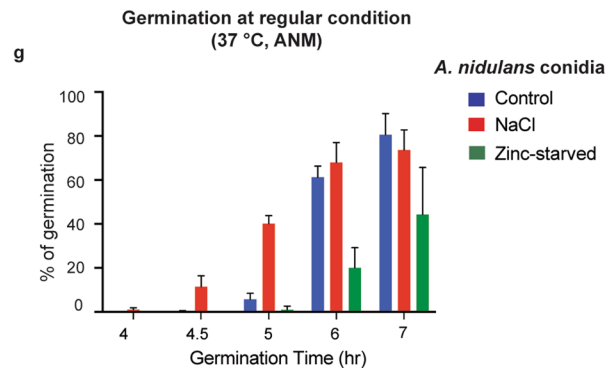 Germination at regular condition
(37 °C, ANM)
g
A. nidulans conidia
Control
NaCl
Zinc-starved
% of germination
100
80
60
40
20
0
4 4.5 5 6 7
Germination Time (hr)